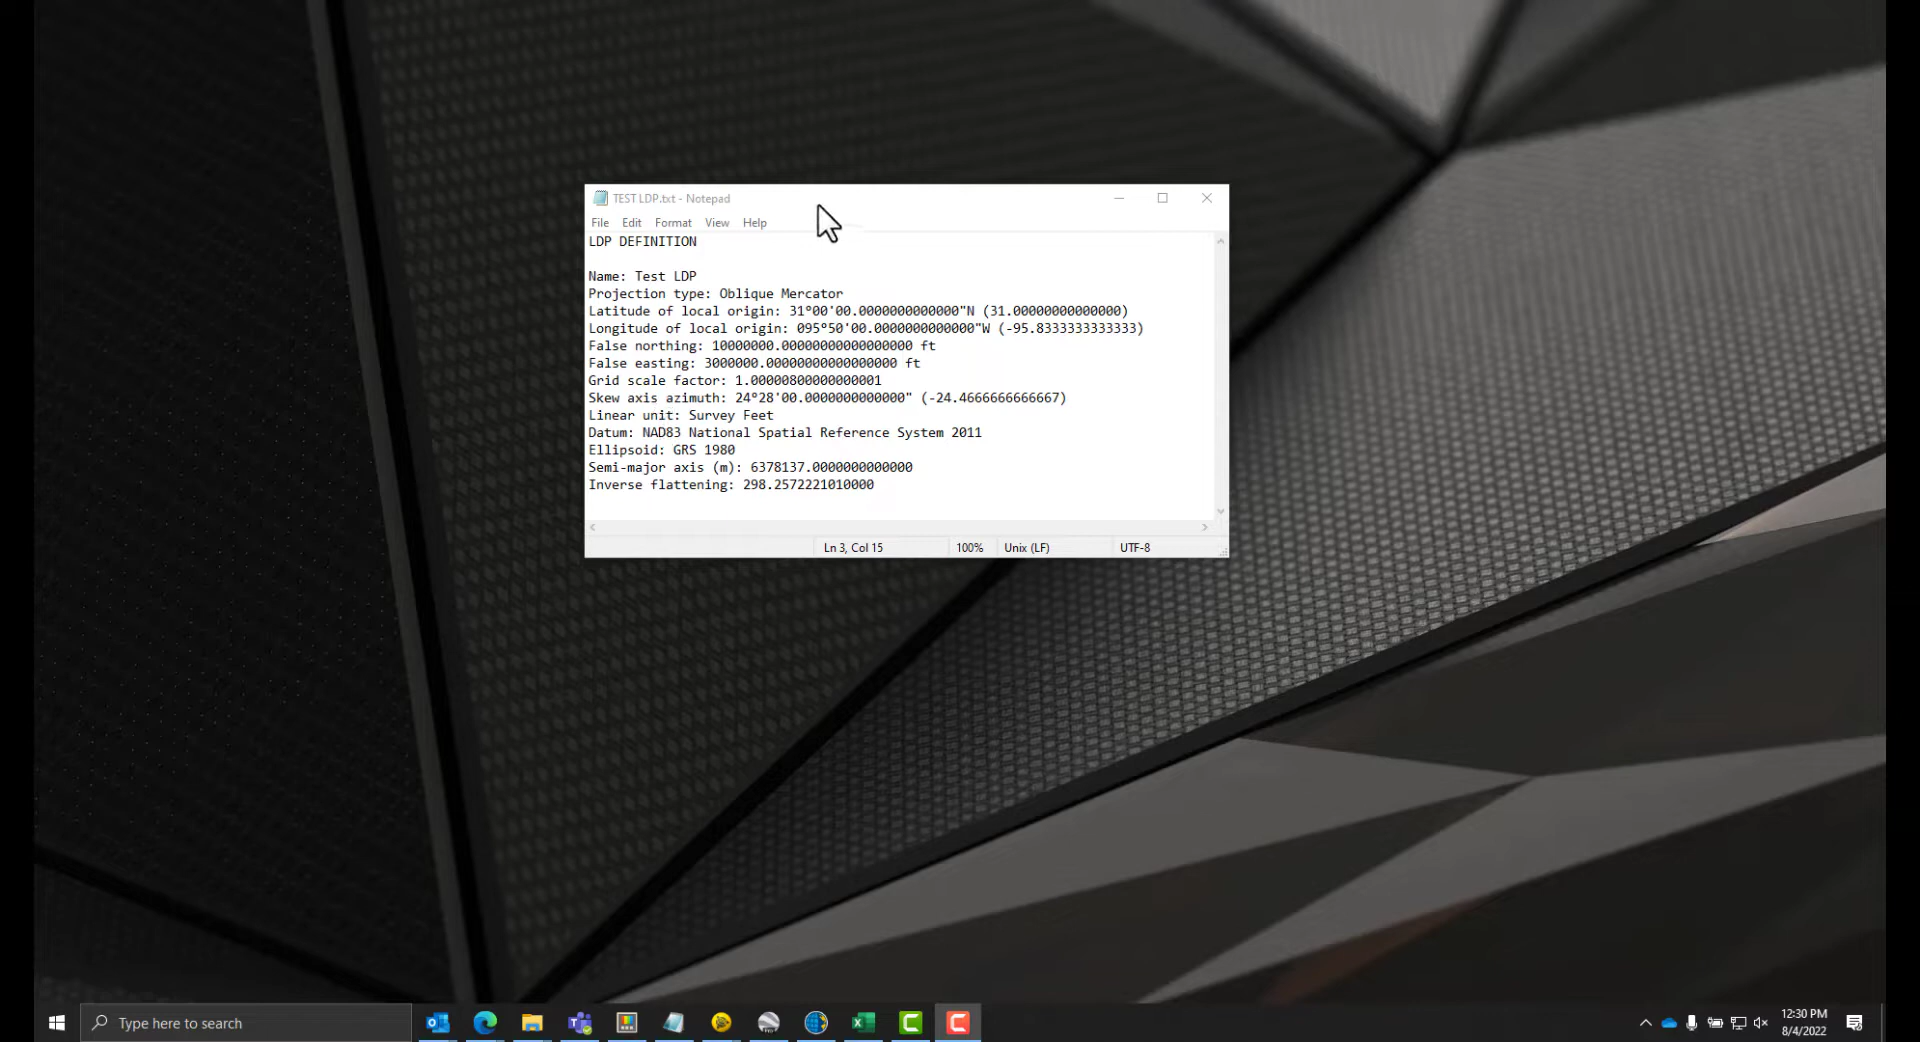 TEST LDP.txt - Notepad
File Edit Format View Help
LDP DEFINITION
Name: Test LDP
Projection type: Oblique Mercator
Latitude of local origin: 31°00'00.0000000000000"N (31.00000000000000)
Longitude of local origin: 095°50'00.0000000000000"W (-95.8333333333333)
False northing: 10000000.00000000000000000 ft
False easting: 3000000.00000000000000000 ft
Grid scale factor: 1.00000800000000001
Skew axis azimuth: 24°28'00.0000000000000" (-24.4666666666667)
Linear unit: Survey Feet
Datum: NAD83 National Spatial Reference System 2011
Ellipsoid: GRS 1980
Semi-major axis (m): 6378137.0000000000000
Inverse flattening: 298.2572221010000
Ln 3, Col 15 100% Unix (LF) UTF-8
Type here to search
12:30 PM
8/4/2022